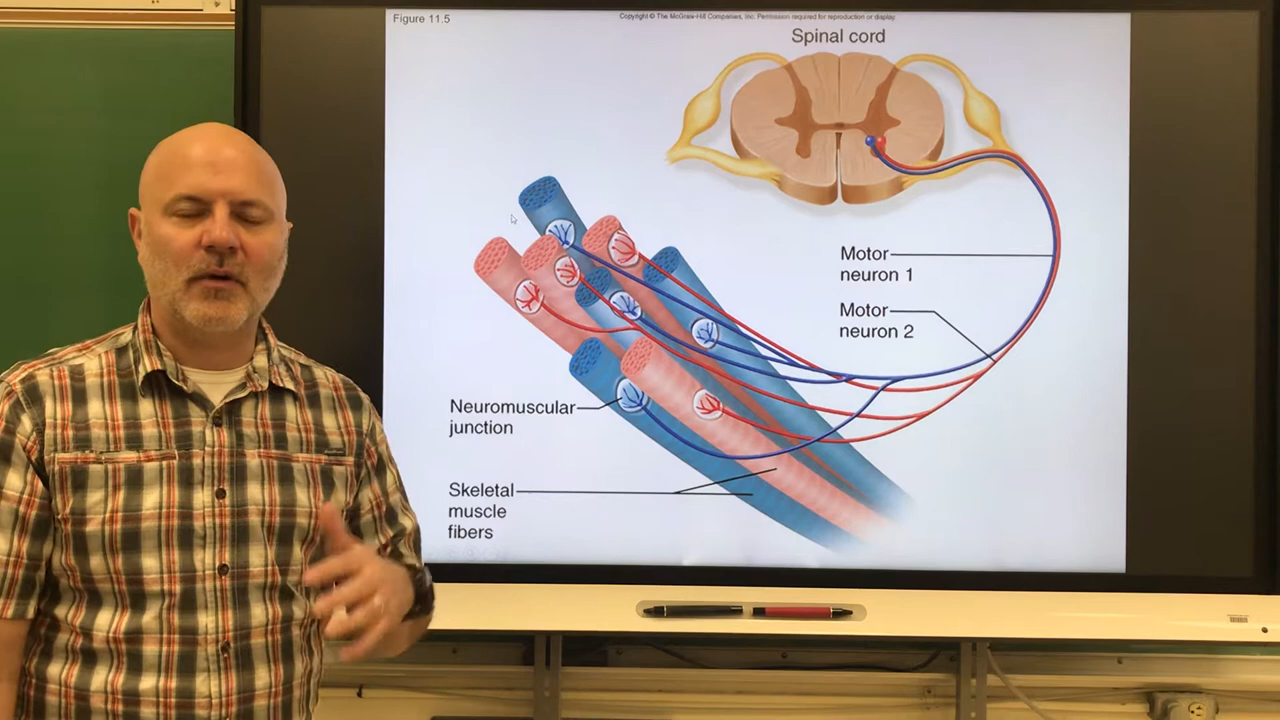 Figure 11.5
Copyright © The McGraw-Hill Companies, Inc. Permission required for reproduction or display.
Spinal cord
Motor
neuron 1
Motor
neuron 2
Neuromuscular
junction
Skeletal
muscle
fibers